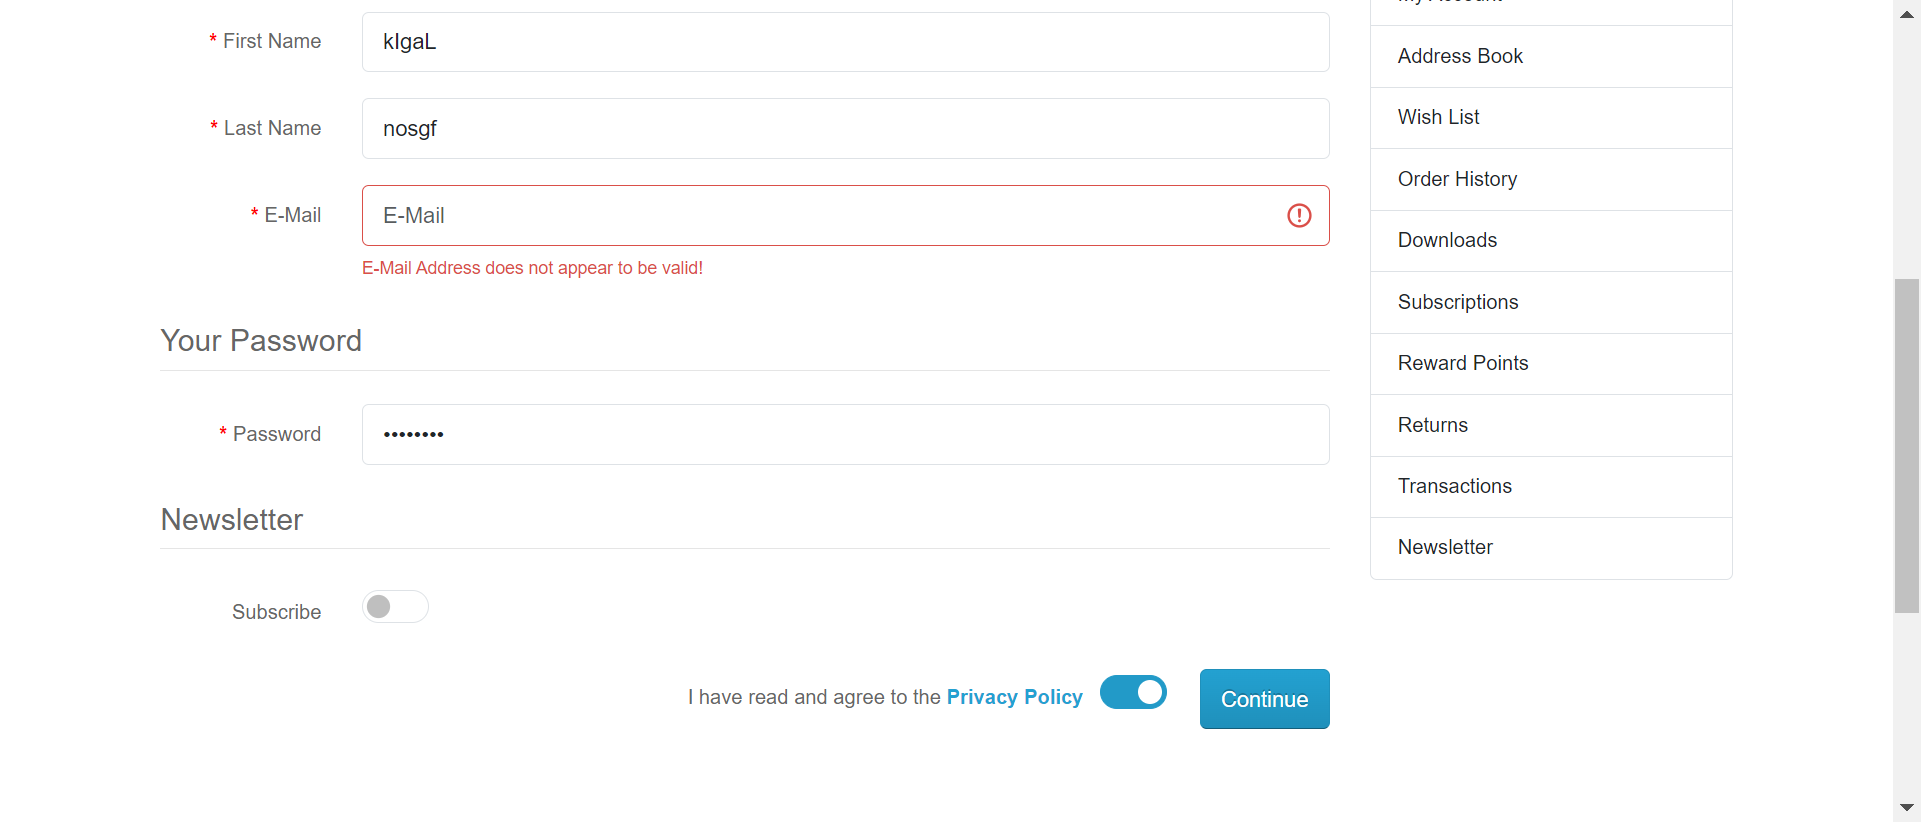 * First Name
kIgaL
* Last Name
nosgf
* E-Mail
E-Mail
E-Mail Address does not appear to be valid!
Your Password
* Password
••••••••
Newsletter
Subscribe
I have read and agree to the Privacy Policy
Continue
Address Book
Wish List
Order History
Downloads
Subscriptions
Reward Points
Returns
Transactions
Newsletter